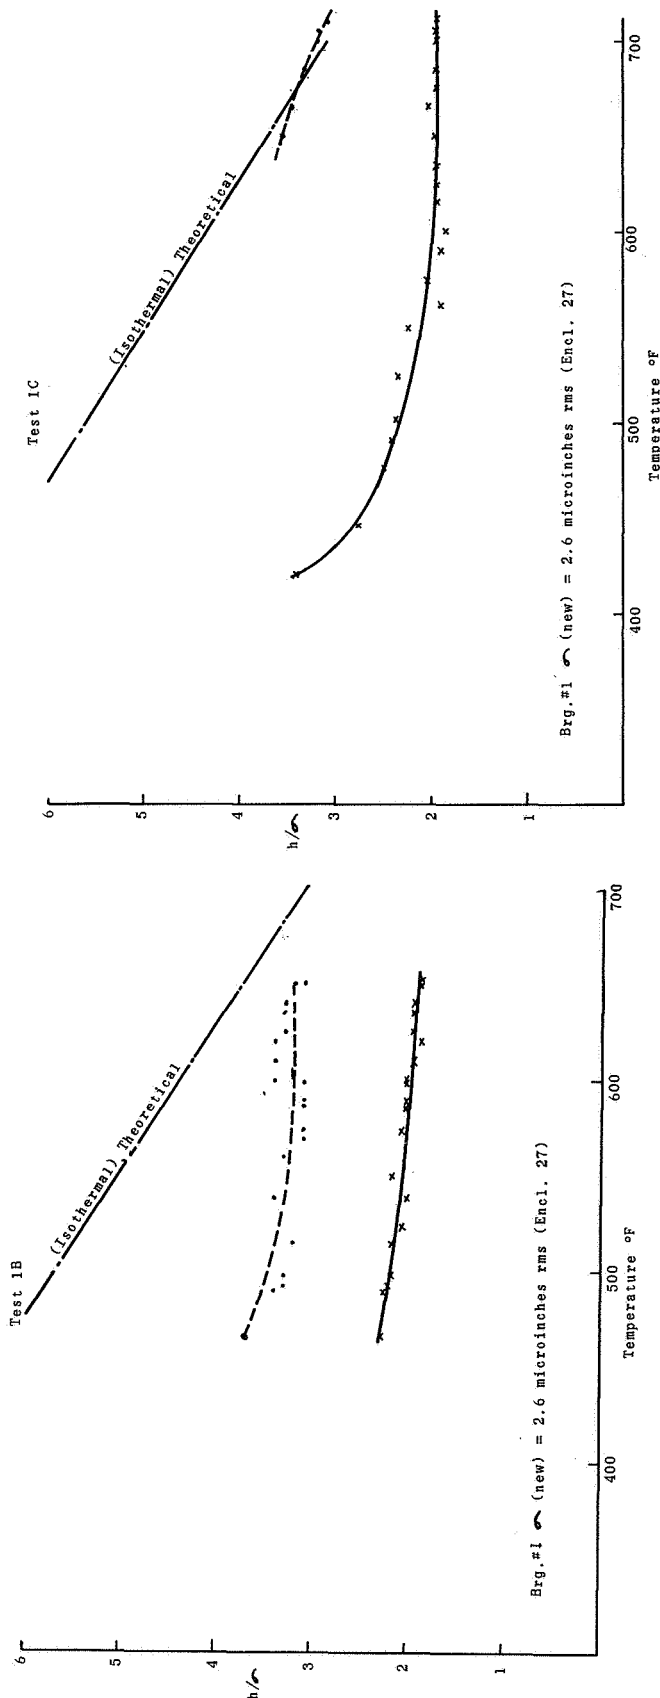 Test 1B
(Isothermal) Theoretical
6
5
4
h/σ
3
2
1
Brg.#1 σ (new) = 2.6 microinches rms (Encl. 27)
400
500
600
700
Temperature °F
Test 1C
(Isothermal) Theoretical
6
5
4
h/σ
3
2
1
Brg.#1 σ (new) = 2.6 microinches rms (Encl. 27)
400
500
600
700
Temperature °F